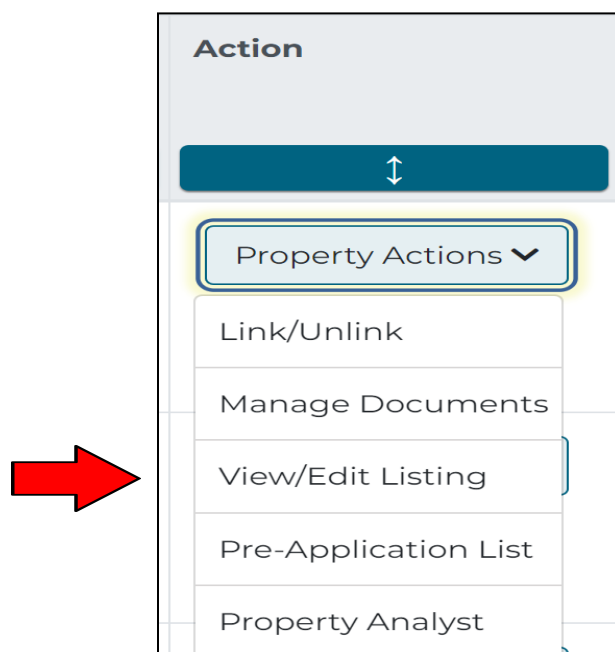 Action
↕
Property Actions
Link/Unlink
Manage Documents
View/Edit Listing
Pre-Application List
Property Analyst